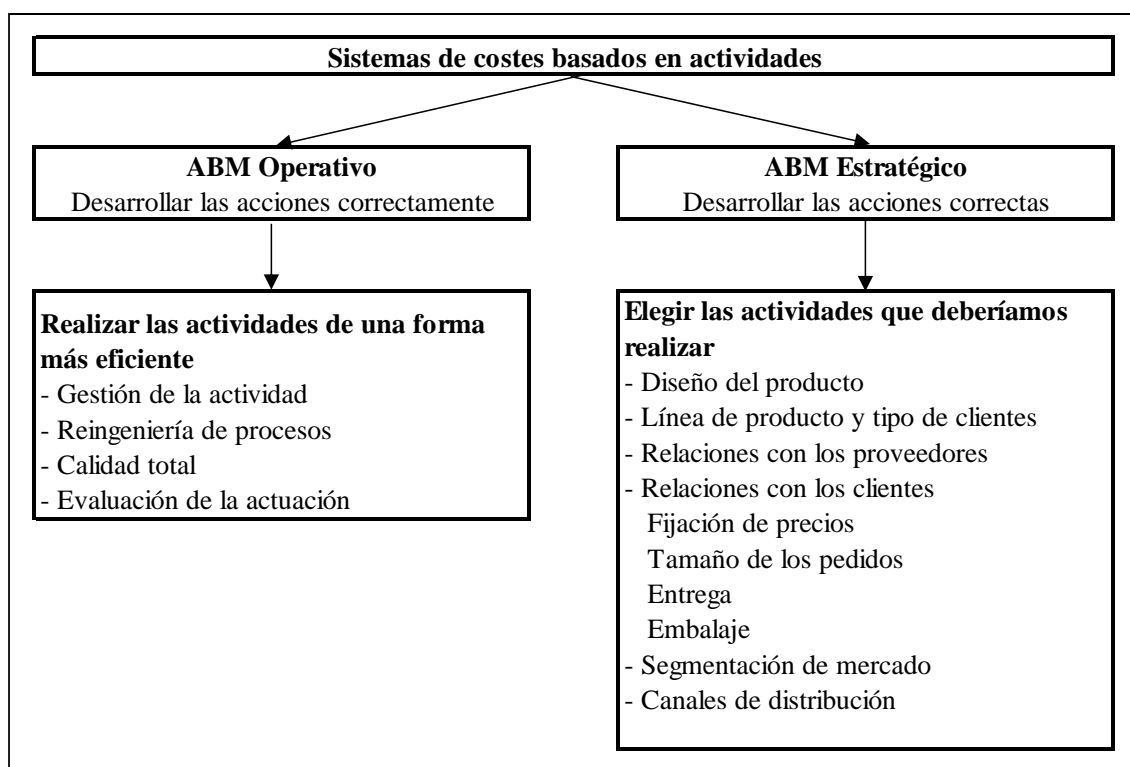 Sistemas de costes basados en actividades
ABM Operativo
Desarrollar las acciones correctamente
ABM Estratégico
Desarrollar las acciones correctas
Realizar las actividades de una forma
más eficiente
- Gestión de la actividad
- Reingeniería de procesos
- Calidad total
- Evaluación de la actuación
Elegir las actividades que deberíamos
realizar
- Diseño del producto
- Línea de producto y tipo de clientes
- Relaciones con los proveedores
- Relaciones con los clientes
Fijación de precios
Tamaño de los pedidos
Entrega
Embalaje
- Segmentación de mercado
- Canales de distribución